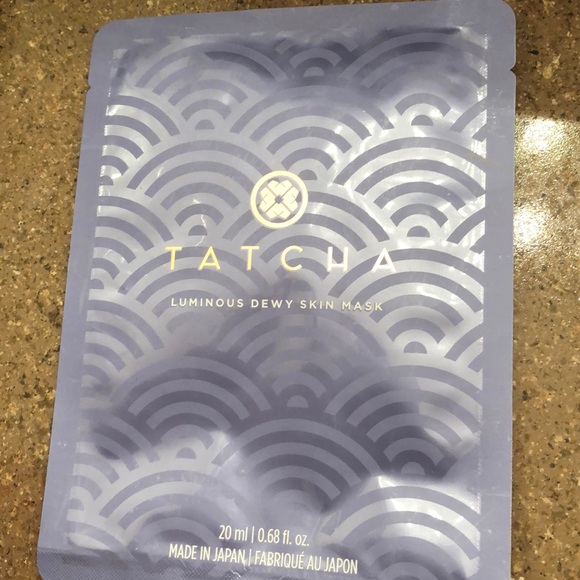 TATCHA
LUMINOUS DEWY SKIN MASK
20 ml | 0.68 fl. oz.
MADE IN JAPAN | FABRIQUÉ AU JAPON